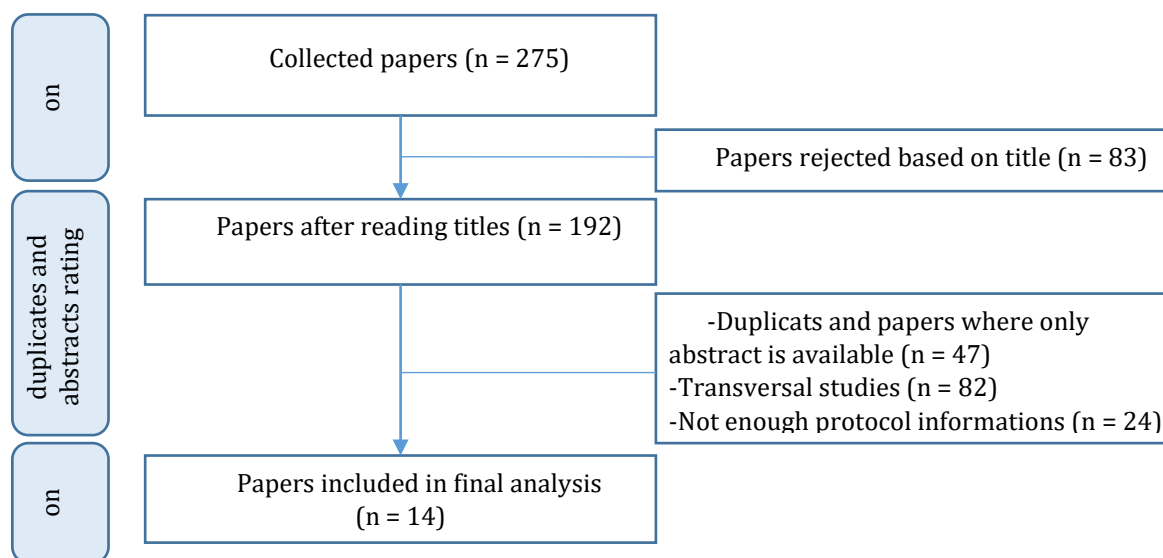 on
Collected papers (n = 275)
Papers rejected based on title (n = 83)
duplicates and
abstracts rating
Papers after reading titles (n = 192)
-Duplicats and papers where only
abstract is available (n = 47)
-Transversal studies (n = 82)
-Not enough protocol informations (n = 24)
on
Papers included in final analysis
(n = 14)